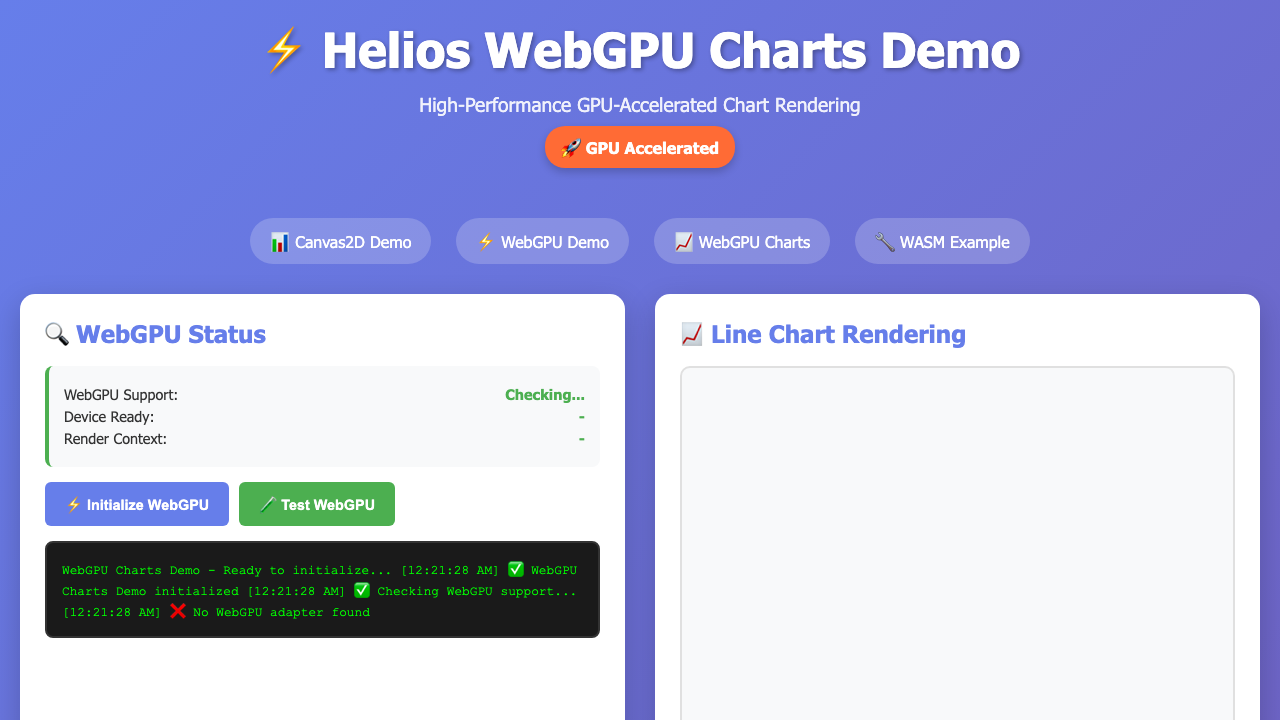 ⚡ Helios WebGPU Charts Demo
High-Performance GPU-Accelerated Chart Rendering
🚀 GPU Accelerated
📊 Canvas2D Demo
⚡ WebGPU Demo
📈 WebGPU Charts
🔧 WASM Example
🔍 WebGPU Status
WebGPU Support: Checking...
Device Ready: -
Render Context: -
⚡ Initialize WebGPU
🧪 Test WebGPU
WebGPU Charts Demo - Ready to initialize... [12:21:28 AM] ✅ WebGPU
Charts Demo initialized [12:21:28 AM] ✅ Checking WebGPU support...
[12:21:28 AM] ❌ No WebGPU adapter found
📈 Line Chart Rendering